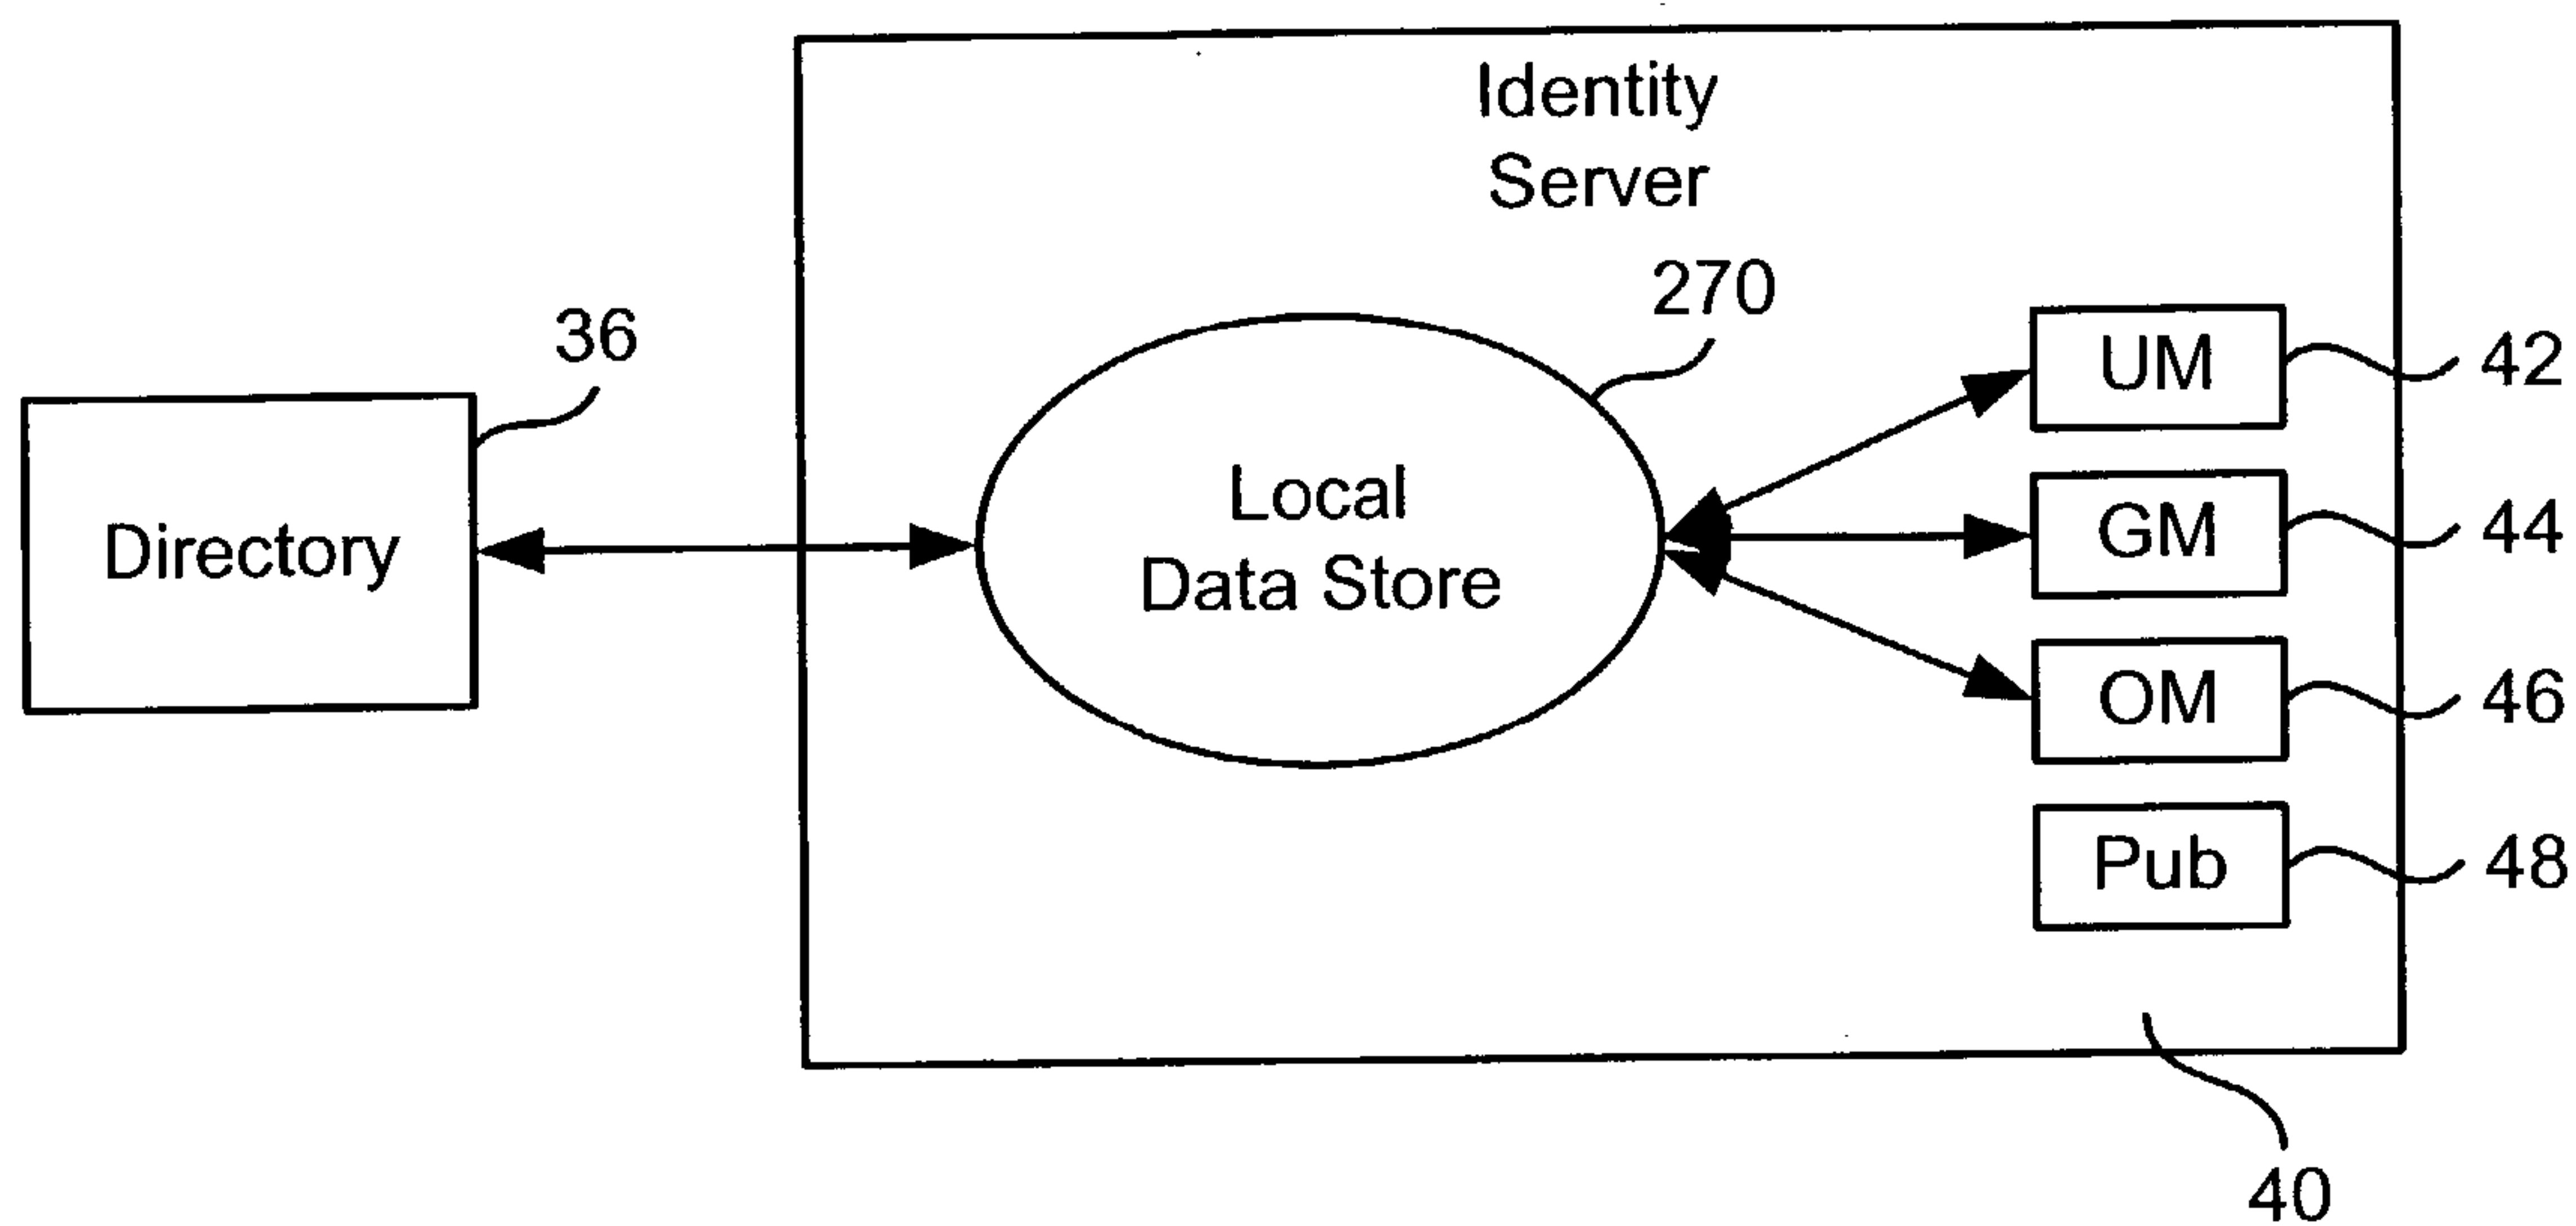 Identity
Server
270
36
UM
42
Local
Data Store
GM
44
Directory
OM
46
Pub
48
40